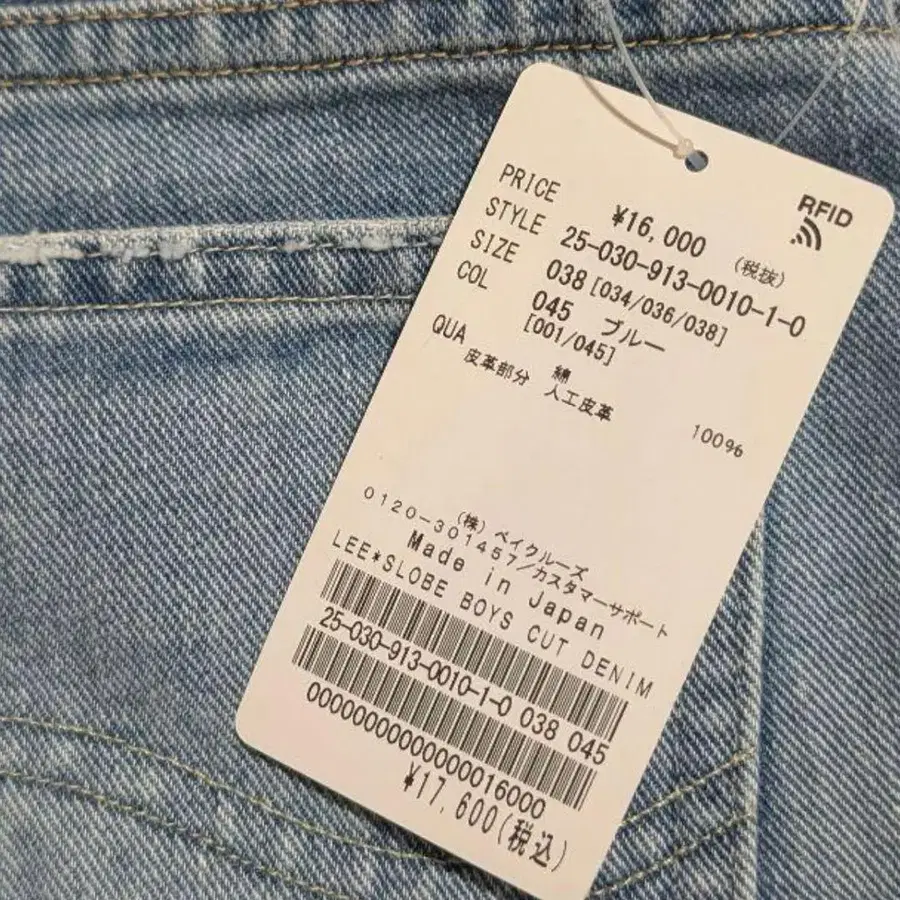 RFID
PRICE ¥16,000 (税抜)
STYLE 25-030-913-0010-1-0
SIZE 038 [034/036/038]
COL 045 ブルー
[001/045]
QUA 綿 100%
皮革部分 人工皮革
(株) ベイクルーズ
0120-301457/カスタマーサポート
Made in Japan
LEE*SLOBE BOYS CUT DENIM
25-030-913-0010-1-0 038 045
0000000000000016000
¥17,600(税込)